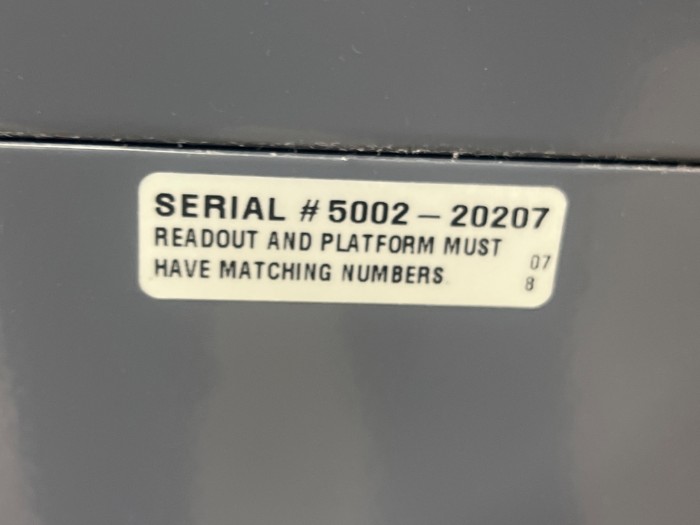 SERIAL # 5002 – 20207
READOUT AND PLATFORM MUST
HAVE MATCHING NUMBERS
07
8